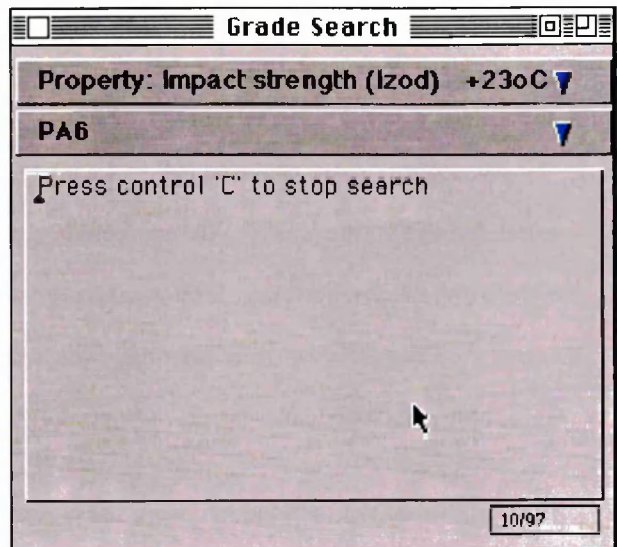 Grade Search
Property: Impact strength (Izod) +23oC
PA6
Press control 'C' to stop search
10/97